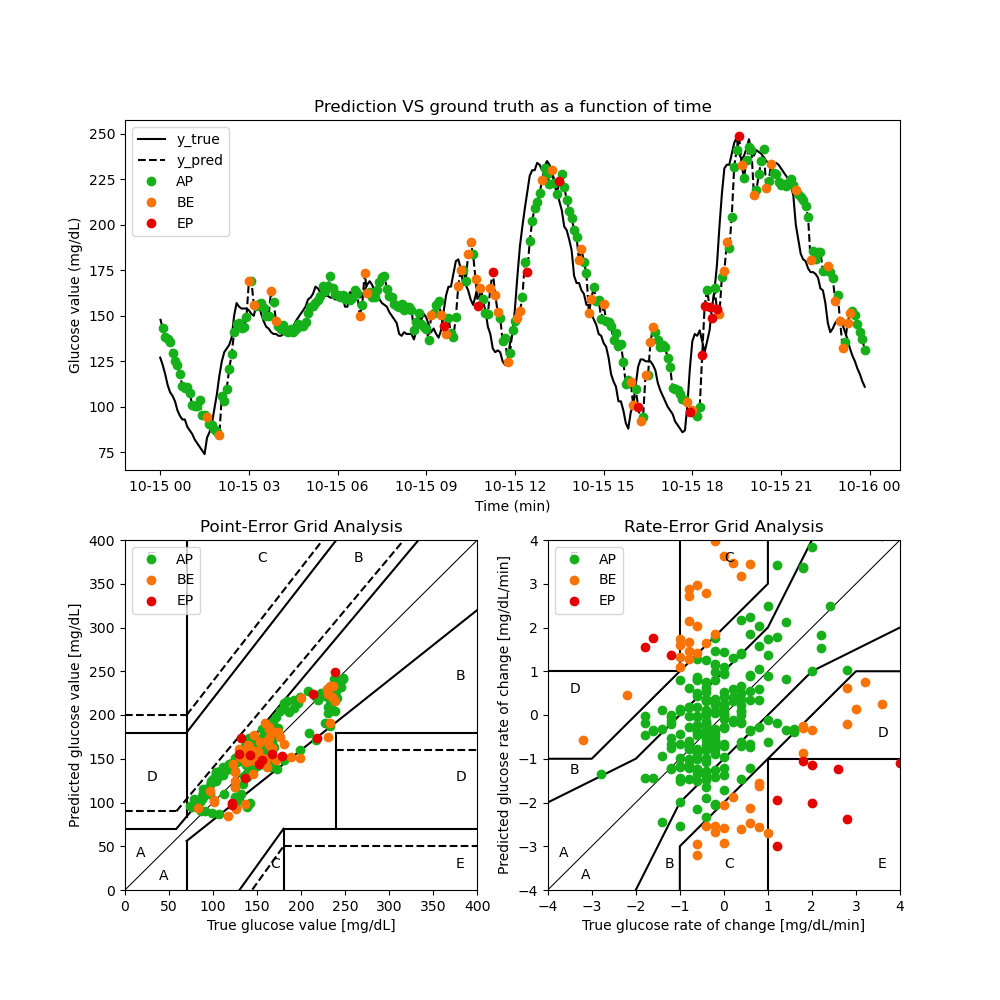 Prediction VS ground truth as a function of time
Glucose value (mg/dL)
250
225
200
175
150
125
100
75
y_true
y_pred
AP
BE
EP
10-15 00 10-15 03 10-15 06 10-15 09 10-15 12 10-15 15 10-15 18 10-15 21 10-16 00
Time (min)
Point-Error Grid Analysis
Predicted glucose value [mg/dL]
400
350
300
250
200
150
100
50
0
AP
BE
EP
C
B
B
D
D
A
A
C
E
0 50 100 150 200 250 300 350 400
True glucose value [mg/dL]
Rate-Error Grid Analysis
Predicted glucose rate of change [mg/dL/min]
4
3
2
1
0
−1
−2
−3
−4
AP
BE
EP
C
D
D
B
A
A
B
C
E
−4 −3 −2 −1 0 1 2 3 4
True glucose rate of change [mg/dL/min]